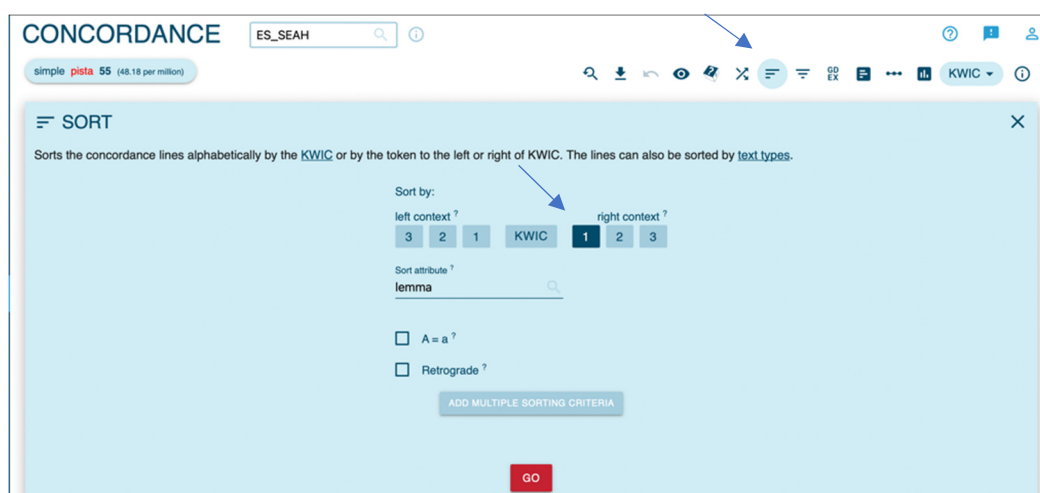 CONCORDANCE ES_SEAH
simple pista 55 (48.18 per million) GD EX KWIC
SORT
Sorts the concordance lines alphabetically by the KWIC or by the token to the left or right of KWIC. The lines can also be sorted by text types.
Sort by:
left context ? right context ?
3 2 1 KWIC 1 2 3
Sort attribute ?
lemma
A = a ?
Retrograde ?
ADD MULTIPLE SORTING CRITERIA
GO